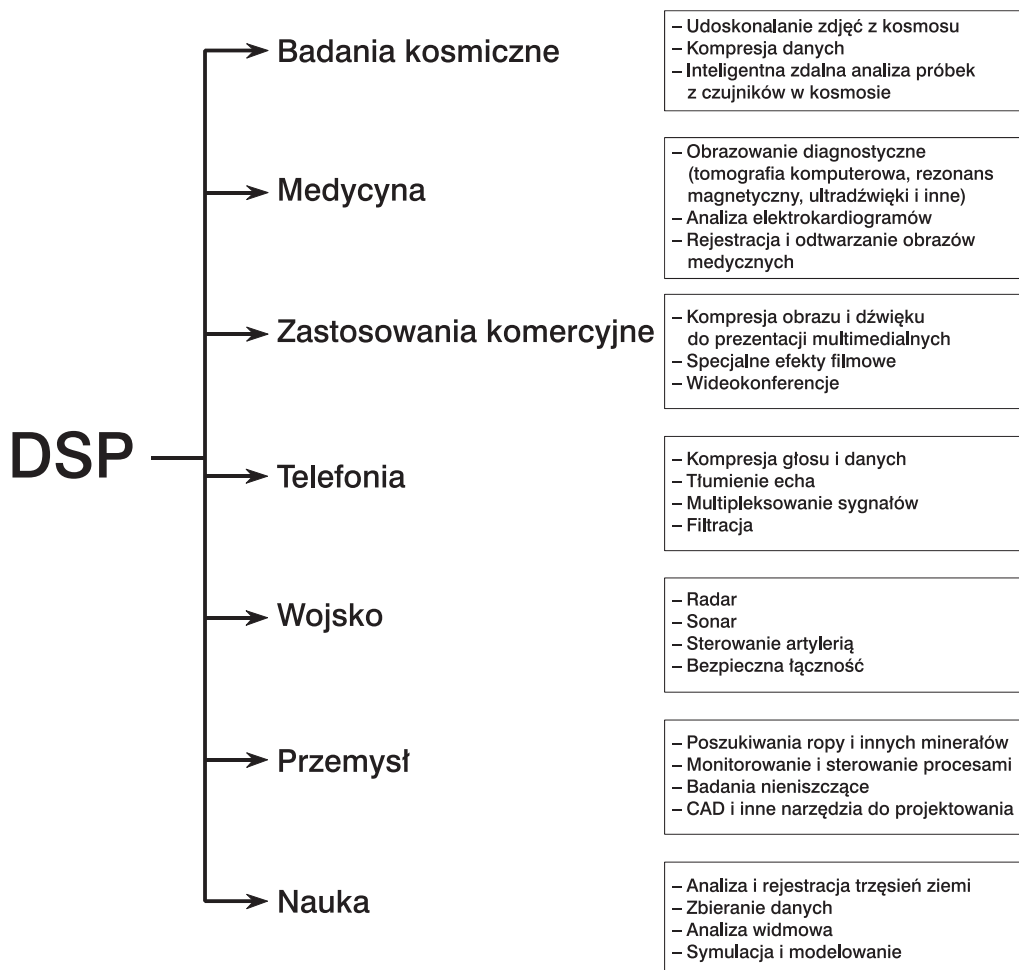 Badania kosmiczne
– Udoskonalanie zdjęć z kosmosu
– Kompresja danych
– Inteligentna zdalna analiza próbek
z czujników w kosmosie
Medycyna
– Obrazowanie diagnostyczne
(tomografia komputerowa, rezonans
magnetyczny, ultradźwięki i inne)
– Analiza elektrokardiogramów
– Rejestracja i odtwarzanie obrazów
medycznych
Zastosowania komercyjne
– Kompresja obrazu i dźwięku
do prezentacji multimedialnych
– Specjalne efekty filmowe
– Wideokonferencje
DSP
Telefonia
– Kompresja głosu i danych
– Tłumienie echa
– Multipleksowanie sygnałów
– Filtracja
Wojsko
– Radar
– Sonar
– Sterowanie artylerią
– Bezpieczna łączność
Przemysł
– Poszukiwania ropy i innych minerałów
– Monitorowanie i sterowanie procesami
– Badania nieniszczące
– CAD i inne narzędzia do projektowania
Nauka
– Analiza i rejestracja trzęsień ziemi
– Zbieranie danych
– Analiza widmowa
– Symulacja i modelowanie